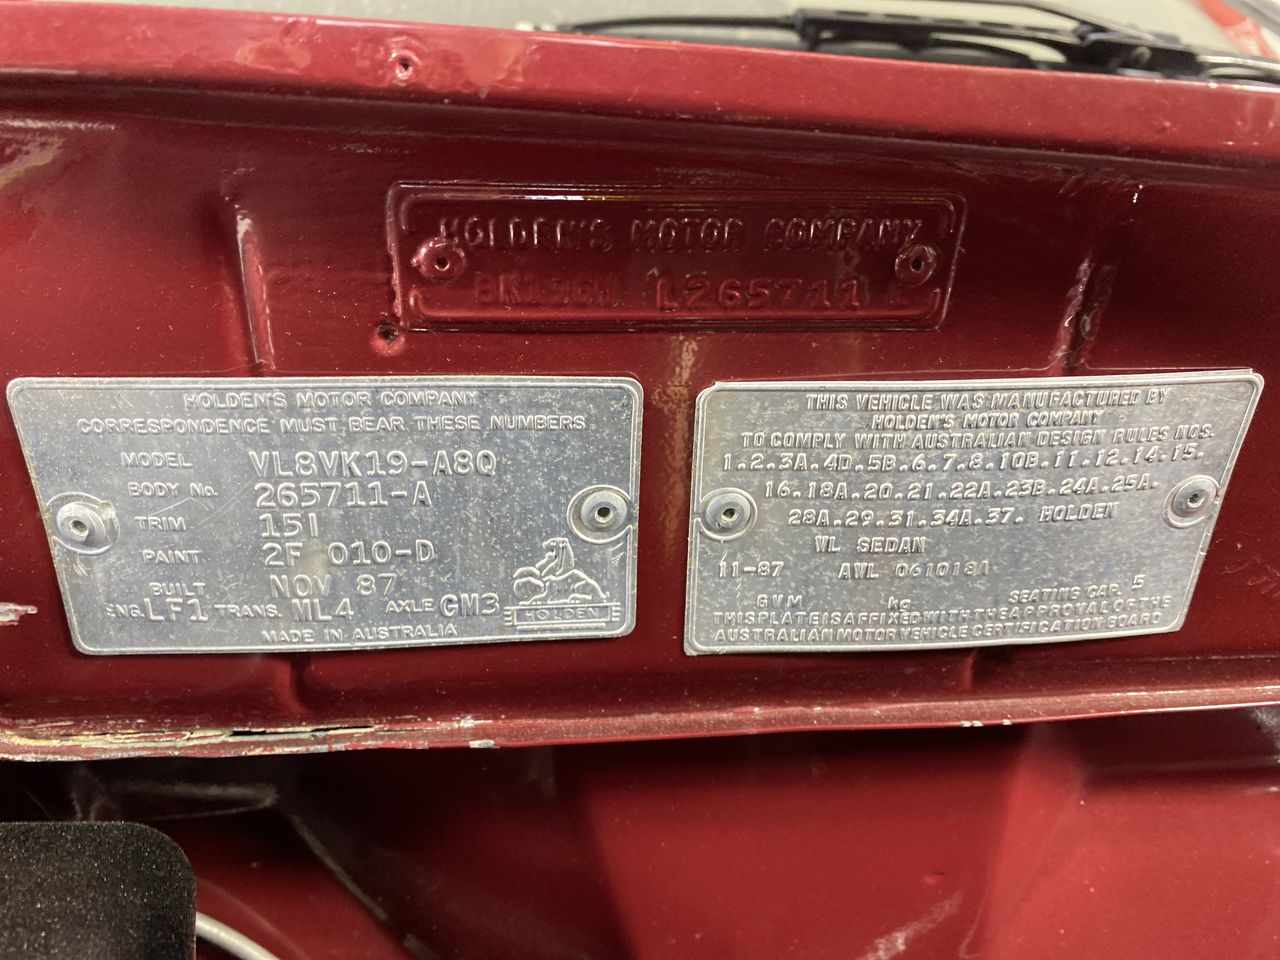 HOLDEN'S MOTOR COMPANY
L265711
HOLDEN'S MOTOR COMPANY
CORRESPONDENCE MUST BEAR THESE NUMBERS
MODEL VL8VK19-A8Q
BODY No. 265711-A
TRIM 15I
PAINT 2F 010-D
BUILT NOV 87
ENG. LF1 TRANS. ML4 AXLE GM3
HOLDEN
MADE IN AUSTRALIA
THIS VEHICLE WAS MANUFACTURED BY
HOLDEN'S MOTOR COMPANY
TO COMPLY WITH AUSTRALIAN DESIGN RULES NOS.
1.2.3A.4D.5B.6.7.8.10B.11.12.14.15.
16.18A.20.21.22A.23B.24A.25A.
28A.29.31.34A.37. HOLDEN
VL SEDAN
11-87 AWL 061018A
SEATING CAP. 5
GVM kg
THIS PLATE IS AFFIXED WITH THE APPROVAL OF THE
AUSTRALIAN MOTOR VEHICLE CERTIFICATION BOARD